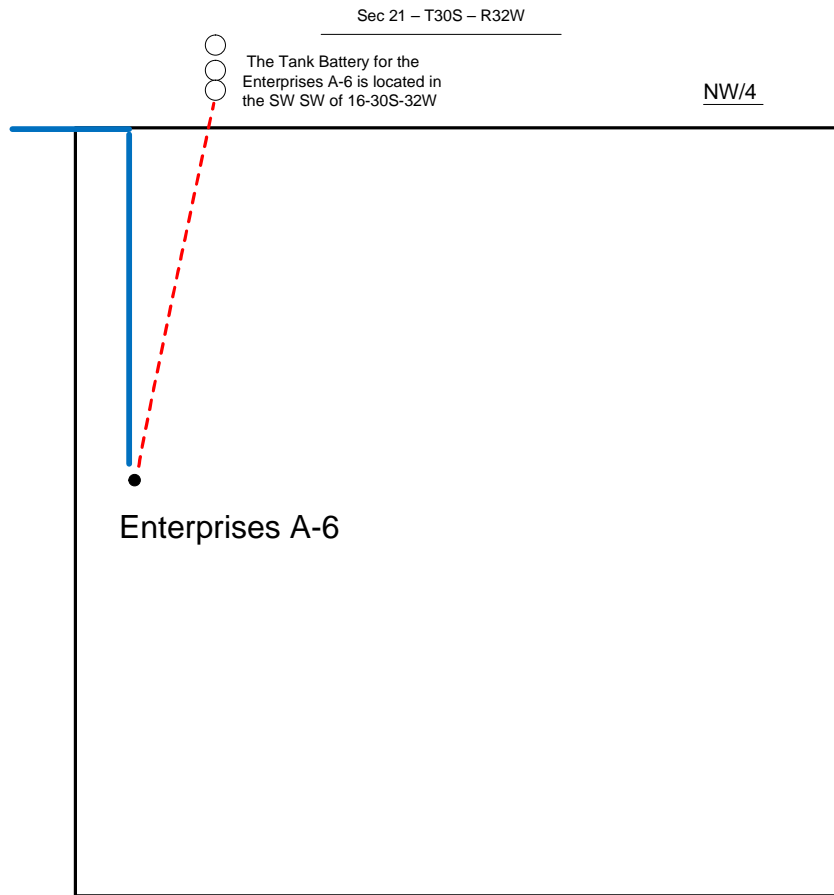 Sec 21 – T30S – R32W
The Tank Battery for the
Enterprises A-6 is located in
the SW SW of 16-30S-32W
NW/4
Enterprises A-6